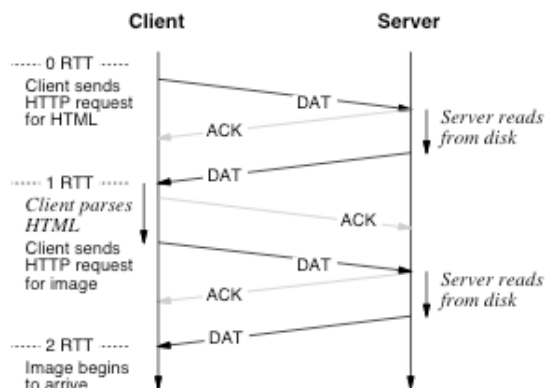 Client Server
0 RTT
Client sends
HTTP request
for HTML
DAT
Server reads
from disk
ACK
DAT
1 RTT
Client parses
HTML
ACK
Client sends
HTTP request
for image
DAT
Server reads
from disk
ACK
DAT
2 RTT
Image begins
to arrive